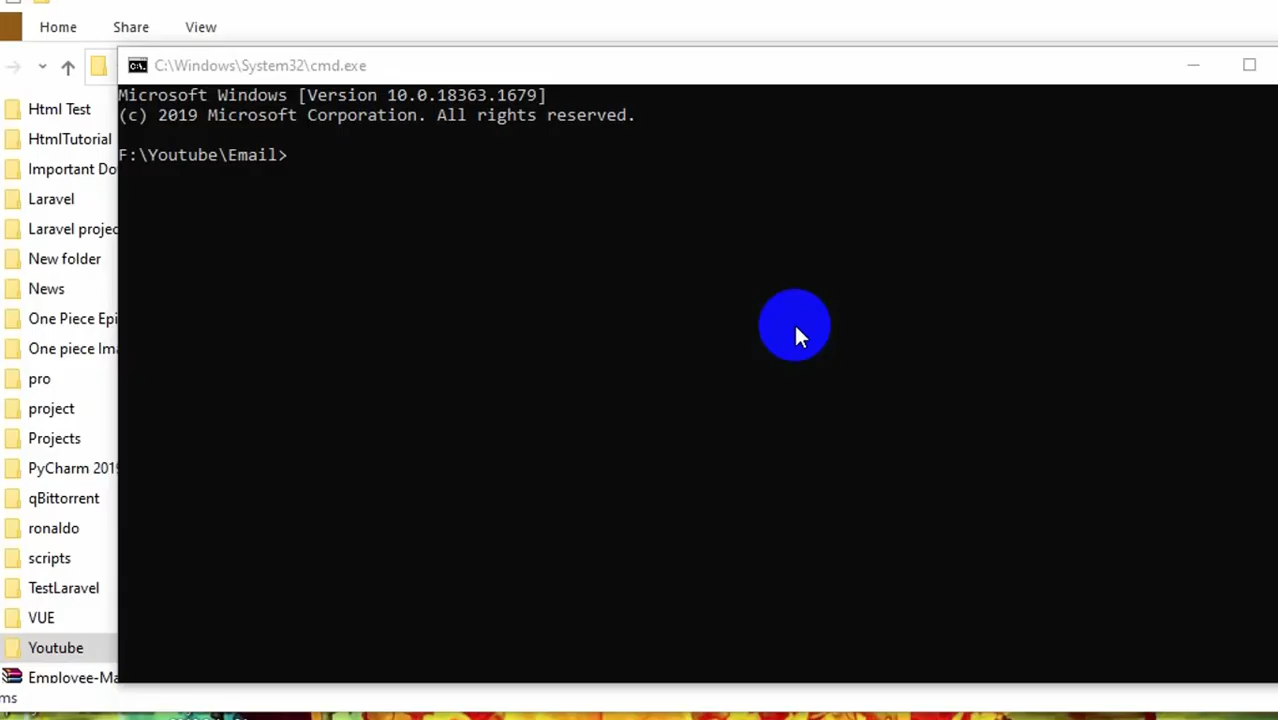 Home Share View
C:\Windows\System32\cmd.exe
Microsoft Windows [Version 10.0.18363.1679]
(c) 2019 Microsoft Corporation. All rights reserved.
F:\Youtube\Email>
Html Test
HtmlTutorial
Important Do
Laravel
Laravel projec
New folder
News
One Piece Epi
One piece Ima
pro
project
Projects
PyCharm 2019
qBittorrent
ronaldo
scripts
TestLaravel
VUE
Youtube
Employee-Ma
ms